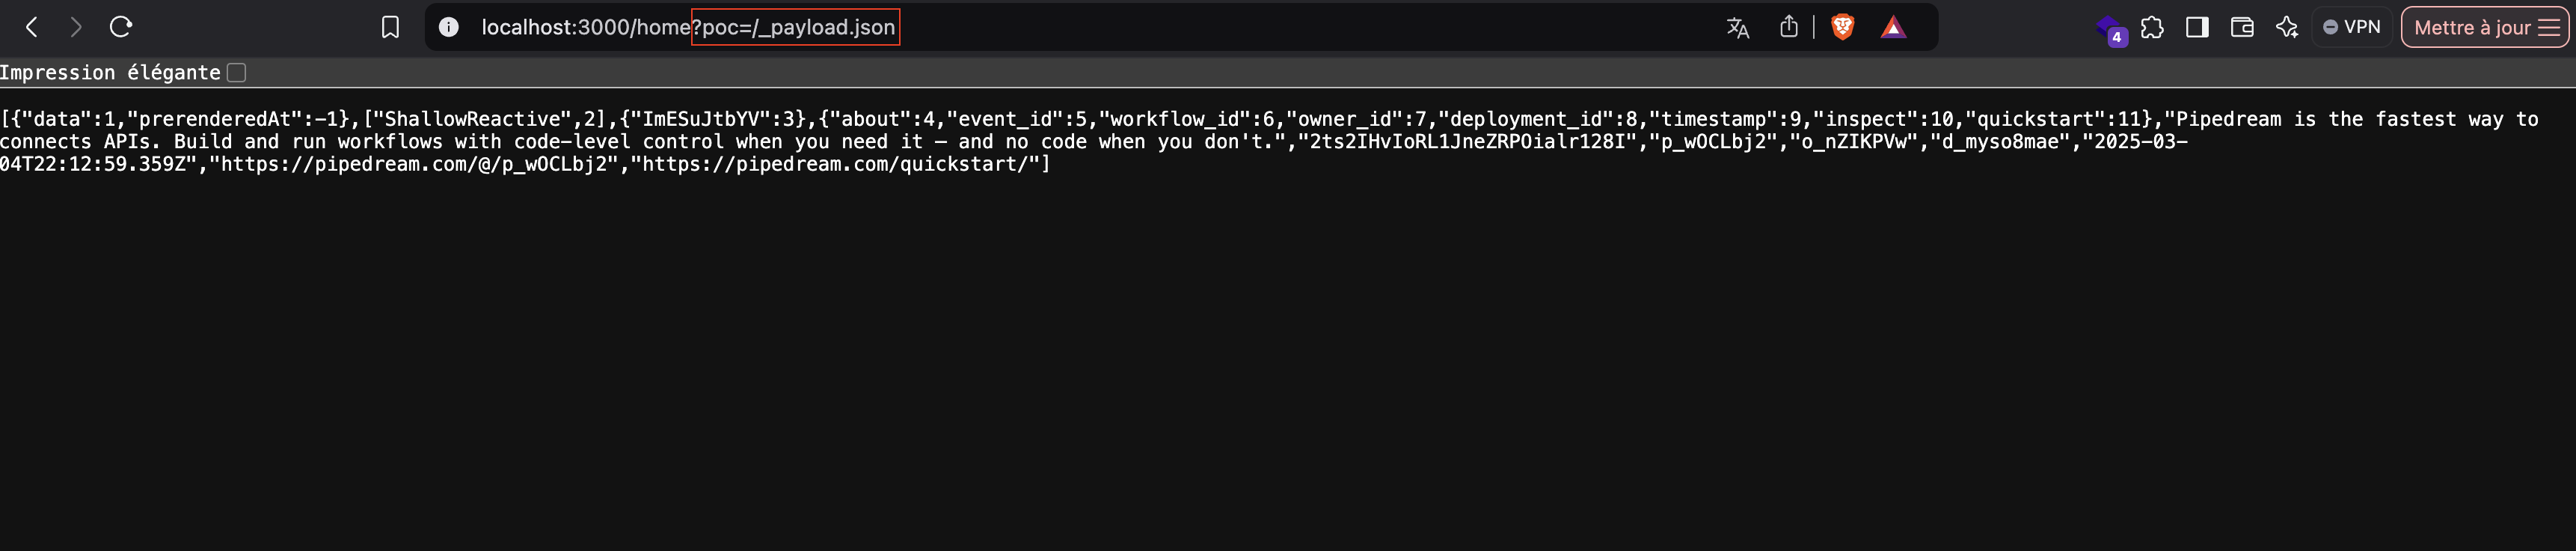 localhost:3000/home?poc=/_payload.json
4
VPN
Mettre à jour
Impression élégante
[{"data":1,"prerenderedAt":-1},["ShallowReactive",2],{"ImESuJtbYV":3},{"about":4,"event_id":5,"workflow_id":6,"owner_id":7,"deployment_id":8,"timestamp":9,"inspect":10,"quickstart":11},"Pipedream is the fastest way to
connects APIs. Build and run workflows with code-level control when you need it — and no code when you don't.","2ts2IHvIoRL1JneZRPOialr128I","p_wOCLbj2","o_nZIKPVw","d_myso8mae","2025-03-
04T22:12:59.359Z","https://pipedream.com/@/p_wOCLbj2","https://pipedream.com/quickstart/"]